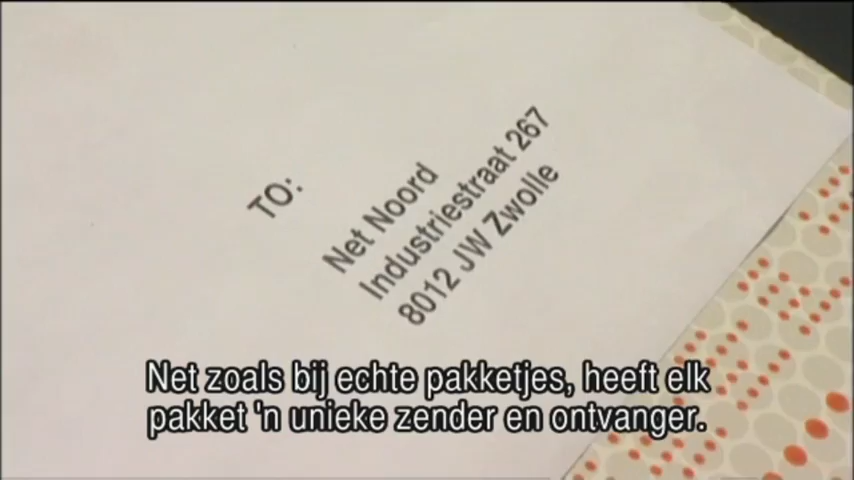 TO:
Net Noord
Industriestraat 267
8012 JW Zwolle
Net zoals bij echte pakketjes, heeft elk
pakket 'n unieke zender en ontvanger.